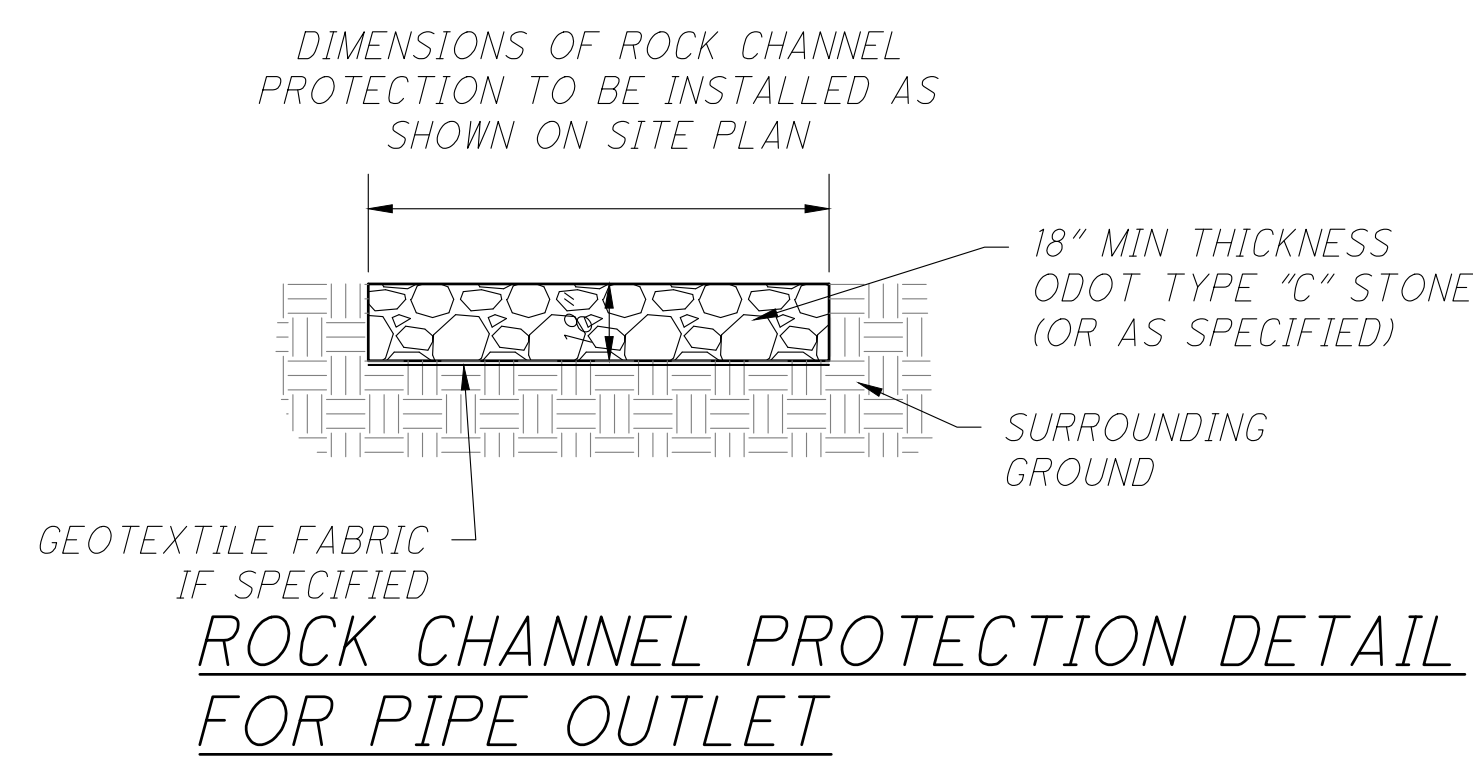 DIMENSIONS OF ROCK CHANNEL
PROTECTION TO BE INSTALLED AS
SHOWN ON SITE PLAN
18" MIN THICKNESS
ODOT TYPE "C" STONE
(OR AS SPECIFIED)
18"
SURROUNDING
GROUND
GEOTEXTILE FABRIC
IF SPECIFIED
ROCK CHANNEL PROTECTION DETAIL
FOR PIPE OUTLET